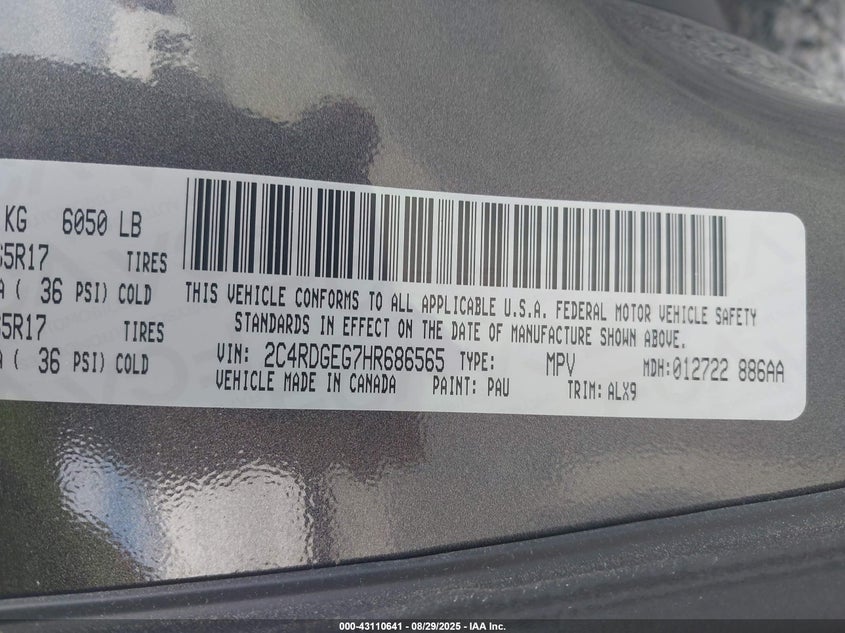 KG 6050 LB
5R17 TIRES
( 36 PSI) COLD
5R17 TIRES
( 36 PSI) COLD
THIS VEHICLE CONFORMS TO ALL APPLICABLE U.S.A. FEDERAL MOTOR VEHICLE SAFETY
STANDARDS IN EFFECT ON THE DATE OF MANUFACTURE SHOWN ABOVE.
VIN: 2C4RDGEG7HR686565 TYPE: MPV MDH:012722 886AA
VEHICLE MADE IN CANADA PAINT: PAU TRIM: ALX9
000-43110641 | 08/29/2025 - IAA Inc.